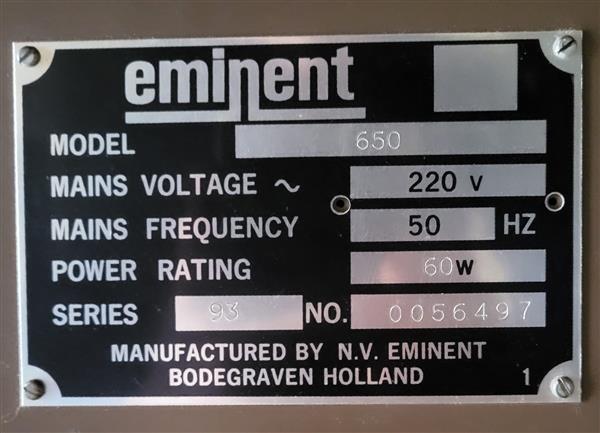 eminent
MODEL 650
MAINS VOLTAGE ~ 220 V
MAINS FREQUENCY 50 HZ
POWER RATING 60W
SERIES 93 NO. 0056497
MANUFACTURED BY N.V. EMINENT
BODEGRAVEN HOLLAND 1